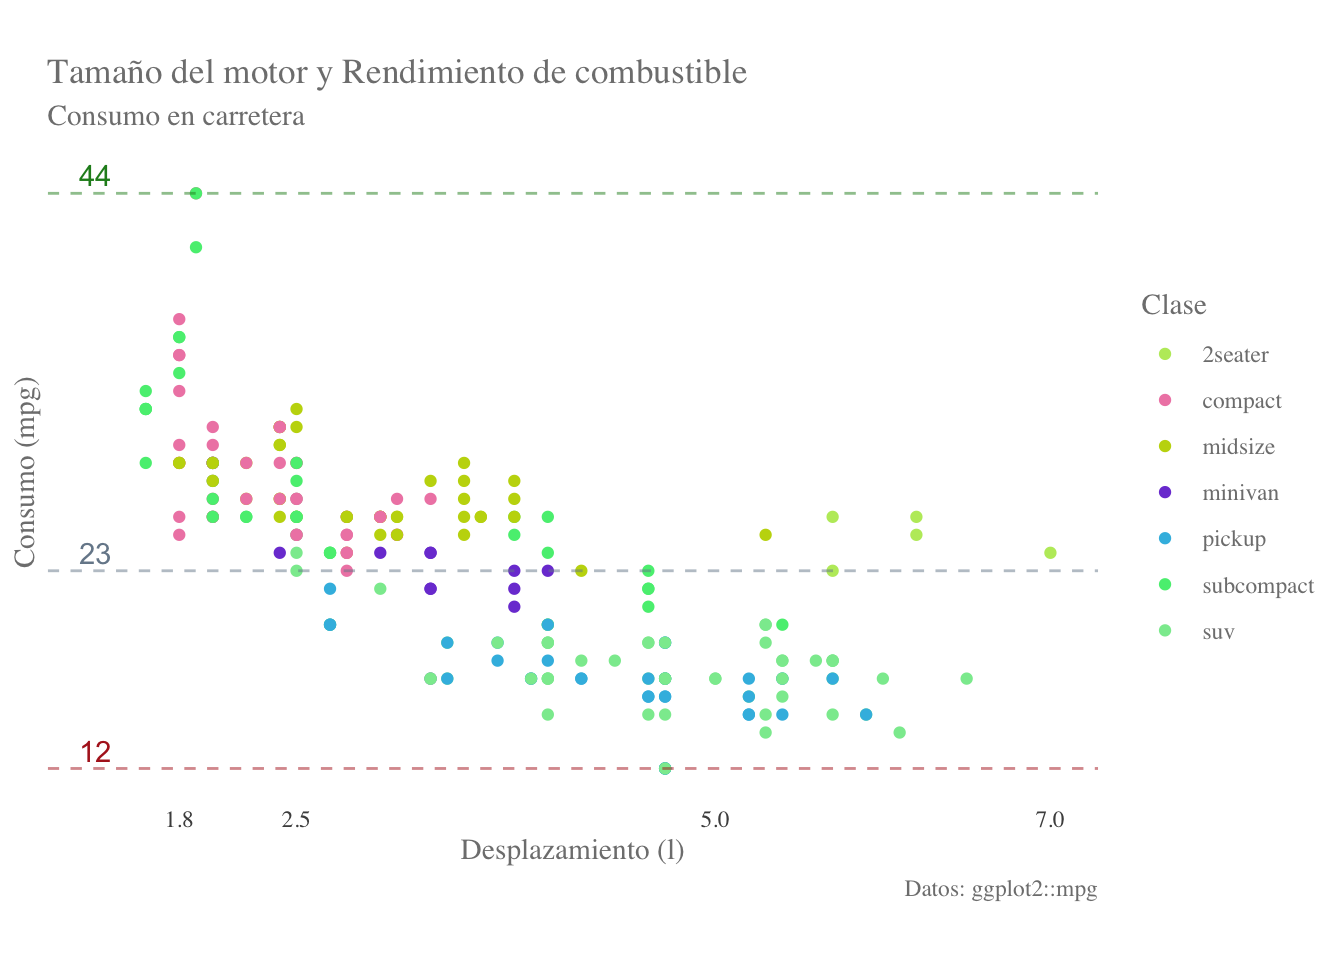 Tamaño del motor y Rendimiento de combustible
Consumo en carretera
44
23
12
Consumo (mpg)
1.8 2.5 5.0 7.0
Desplazamiento (l)
Datos: ggplot2::mpg
Clase
2seater
compact
midsize
minivan
pickup
subcompact
suv